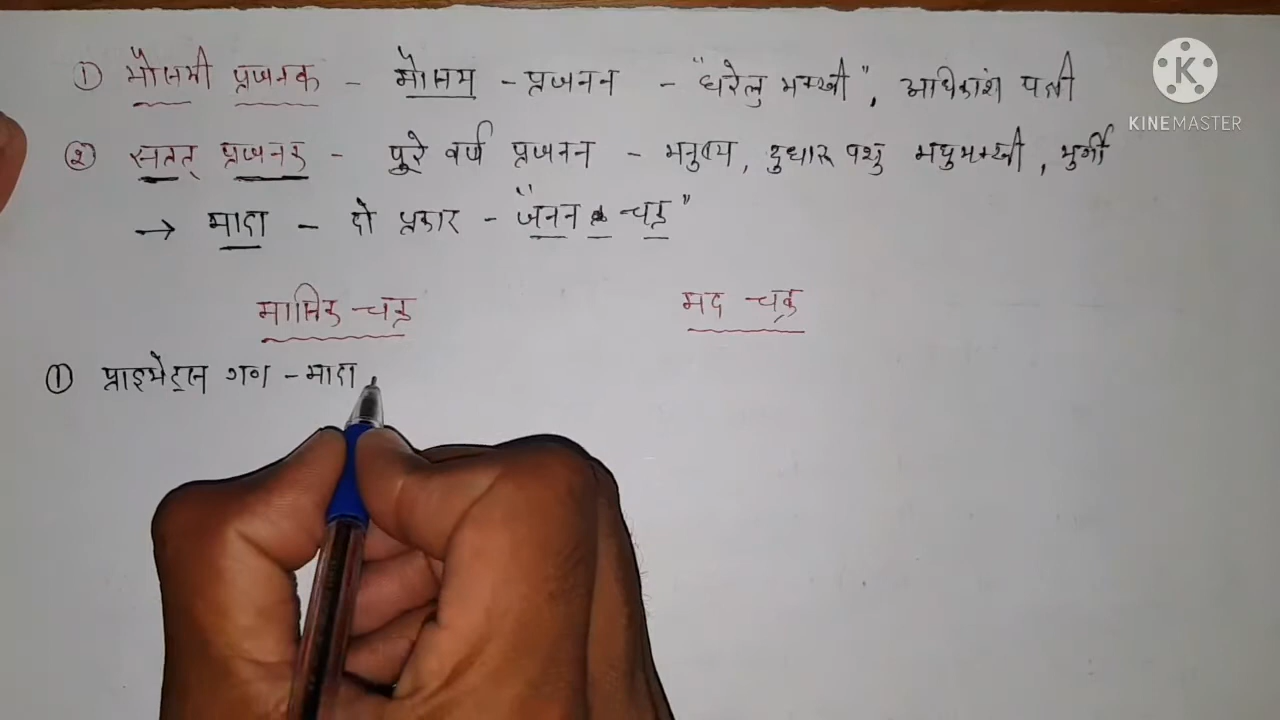 ① मौसमी प्रजनक - मौसम - प्रजनन - "घरेलु मक्खी", अधिकांश पक्षी
KINEMASTER
② सतत् प्रजनक - पूरे वर्ष प्रजनन - मनुष्य, दुधारू पशु मधुमक्खी, मुर्गी
→ मादा - दो प्रकार - "जनन चक्र"
मासिक चक्र मद चक्र
① प्राइमेट्स गण - मादा